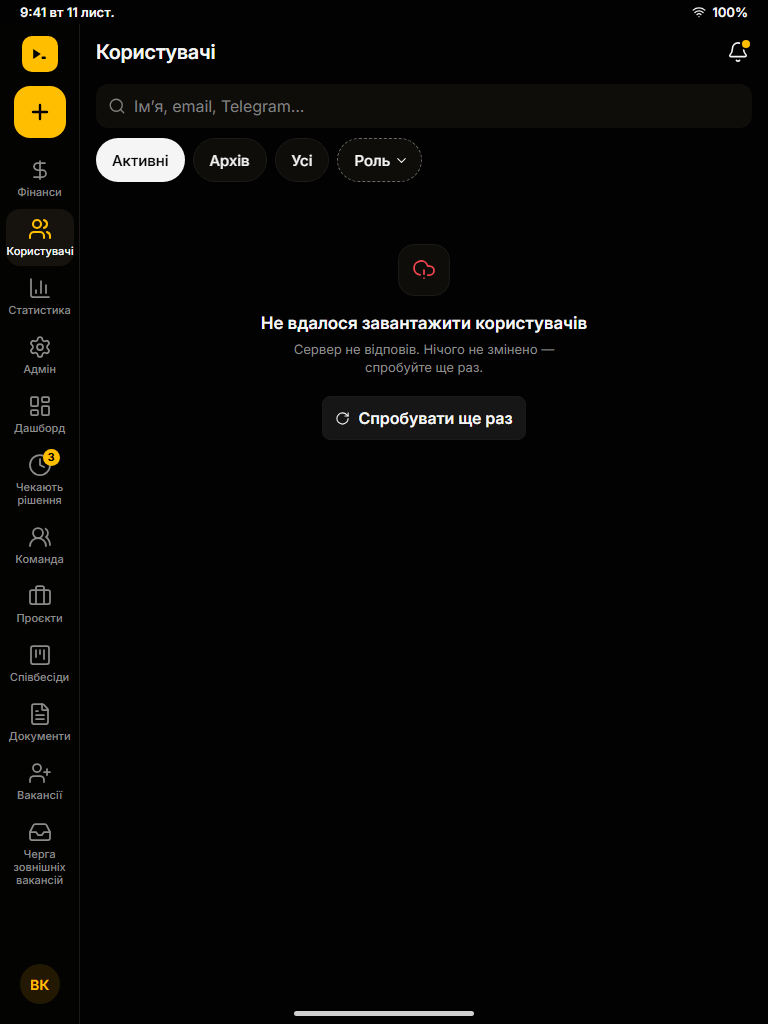 9:41 вт 11 лист.
100%
Користувачі
Ім’я, email, Telegram...
Активні
Архів
Усі
Роль
Фінанси
Користувачі
Статистика
Адмін
Дашборд
3
Чекають
рішення
Команда
Проєкти
Співбесіди
Документи
Вакансії
Черга
зовнішніх
вакансій
ВК
Не вдалося завантажити користувачів
Сервер не відповів. Нічого не змінено —
спробуйте ще раз.
Спробувати ще раз